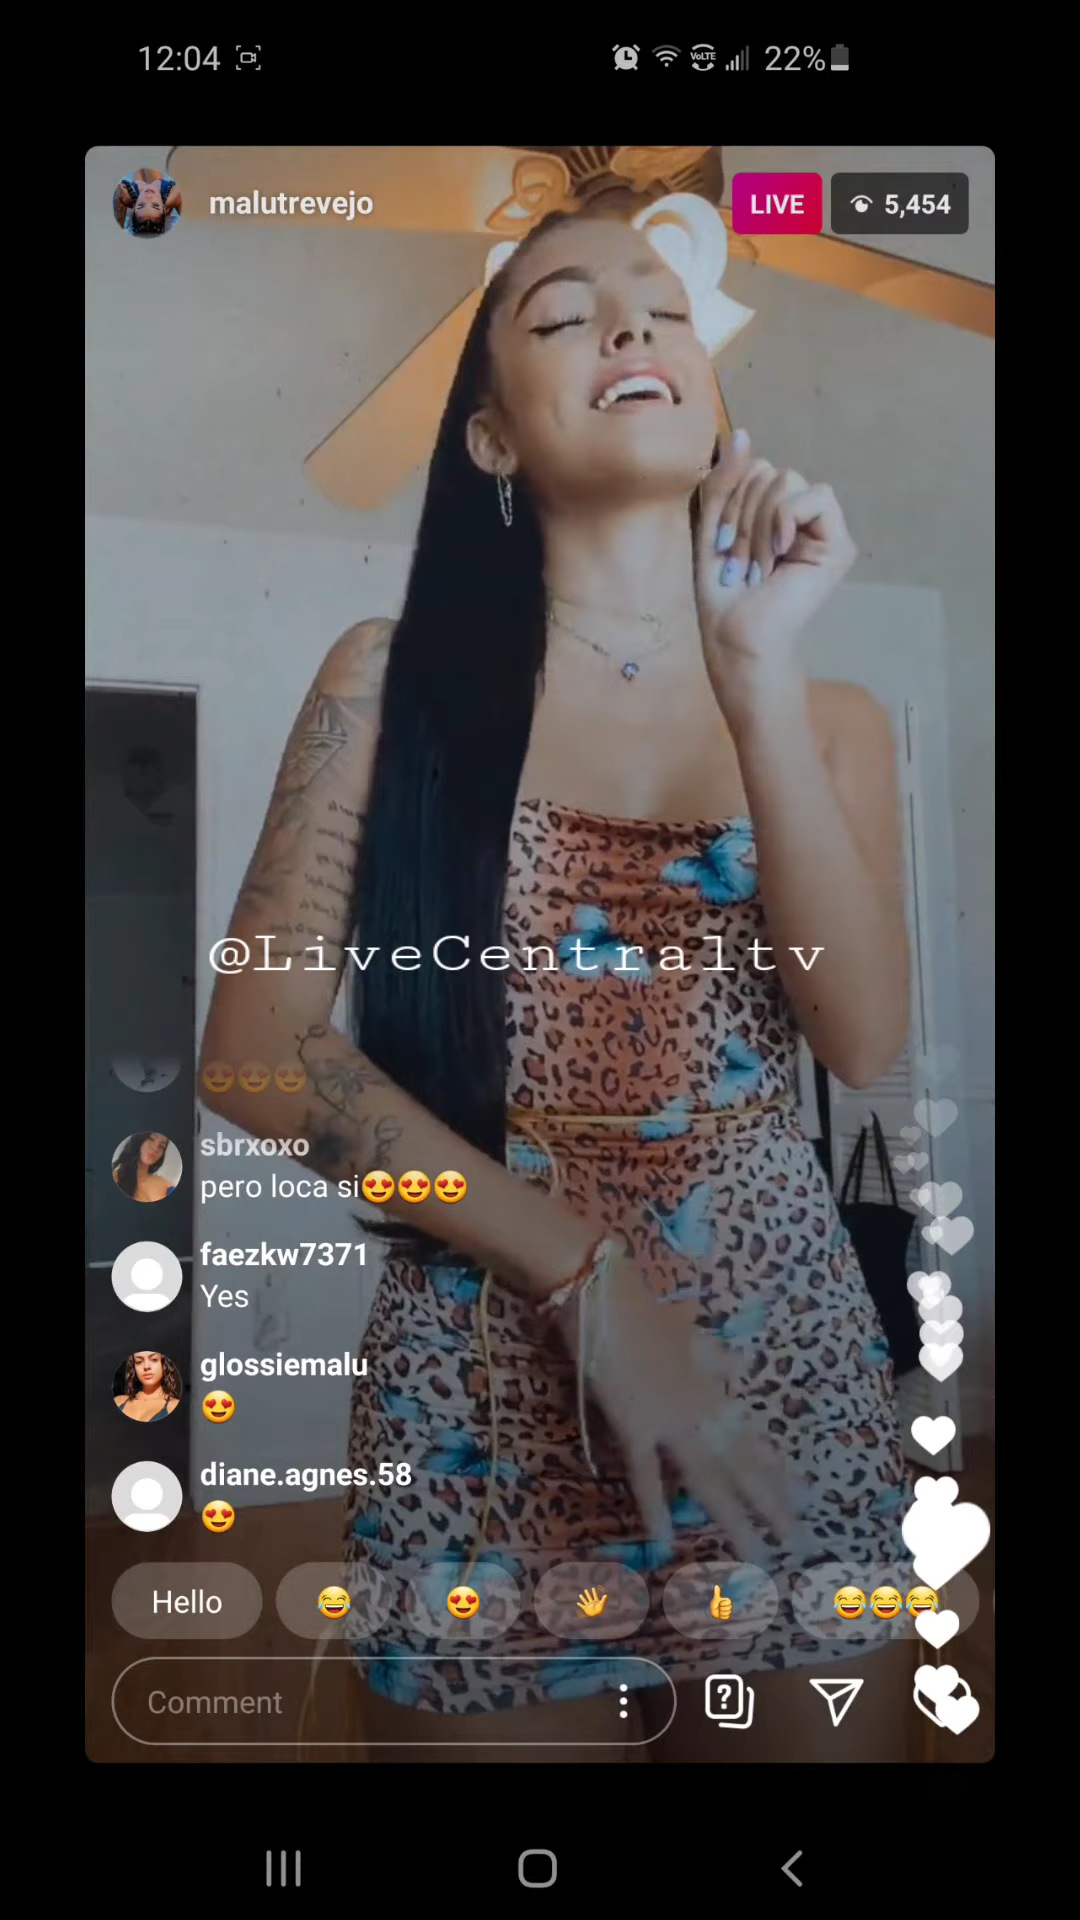 12:04
VoLTE
22%
malutrevejo
LIVE
5,454
@LiveCentraltv
😍😍😍
sbrxoxo
pero loca si😍😍😍
faezkw7371
Yes
glossiemalu
😍
diane.agnes.58
😍
Hello 😂 😍 👋 👍 😂😂😂
Comment
?